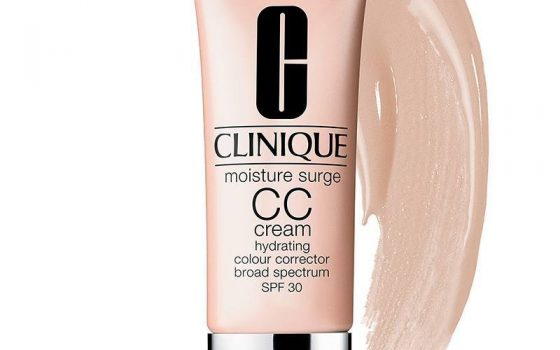 C
CLINIQUE
moisture surge
CC
cream
hydrating
colour corrector
broad spectrum
SPF 30